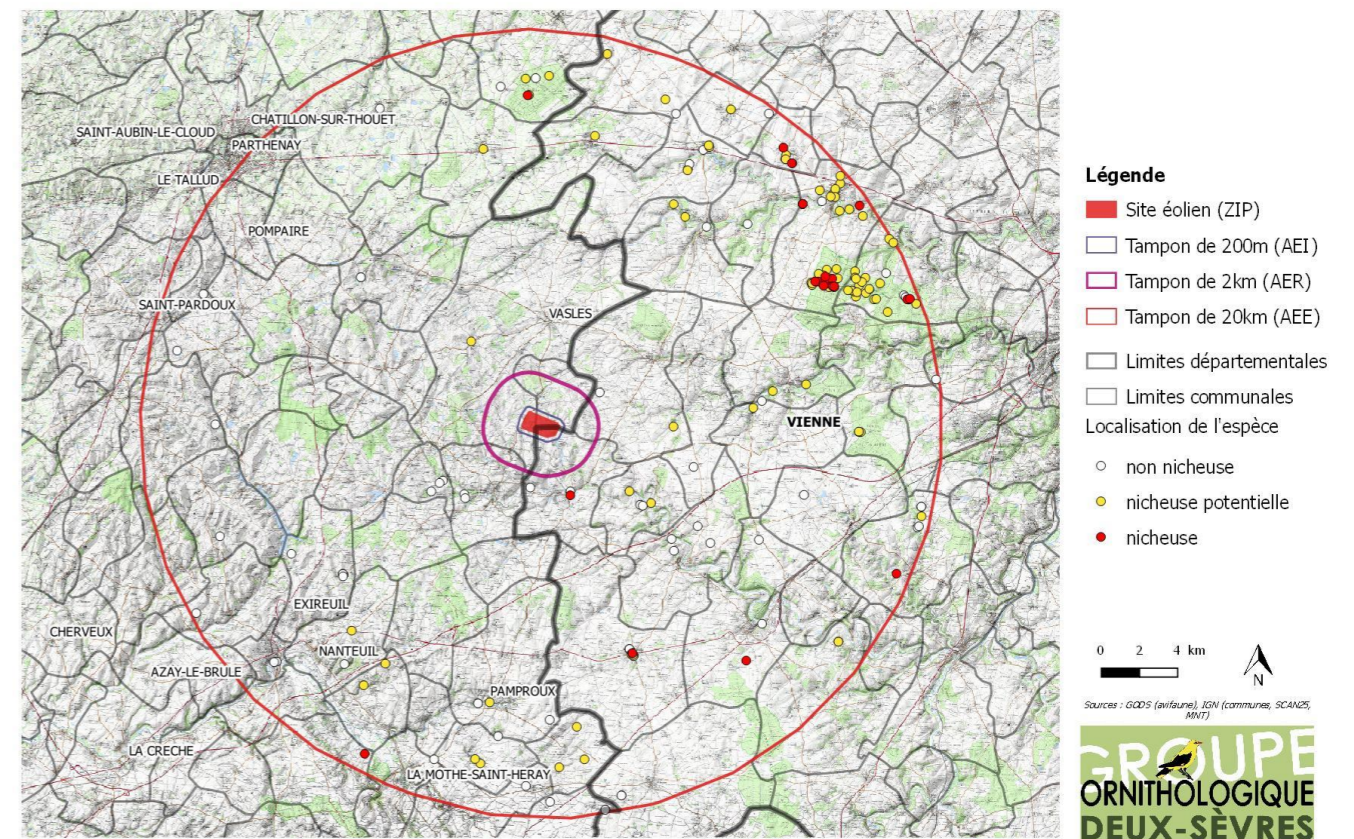 CHATILLON-SUR-THOUET
SAINT-AUBIN-LE-CLOUD
PARTHENAY
LE TALLUD
POMPAIRE
SAINT-PARDOUX
VASLES
VIENNE
EXIREUIL
CHERVEUX
NANTEUIL
AZAY-LE-BRULE
PAMPROUX
LA CRECHE
LA MOTHE-SAINT-HERAY
Légende
Site éolien (ZIP)
Tampon de 200m (AEI)
Tampon de 2km (AER)
Tampon de 20km (AEE)
Limites départementales
Limites communales
Localisation de l'espèce
non nicheuse
nicheuse potentielle
nicheuse
0 2 4 km
N
Sources : GODS (avifaune), IGN (communes, SCAN25,
MNT)
GROUPE
ORNITHOLOGIQUE
DEUX-SÈVRES